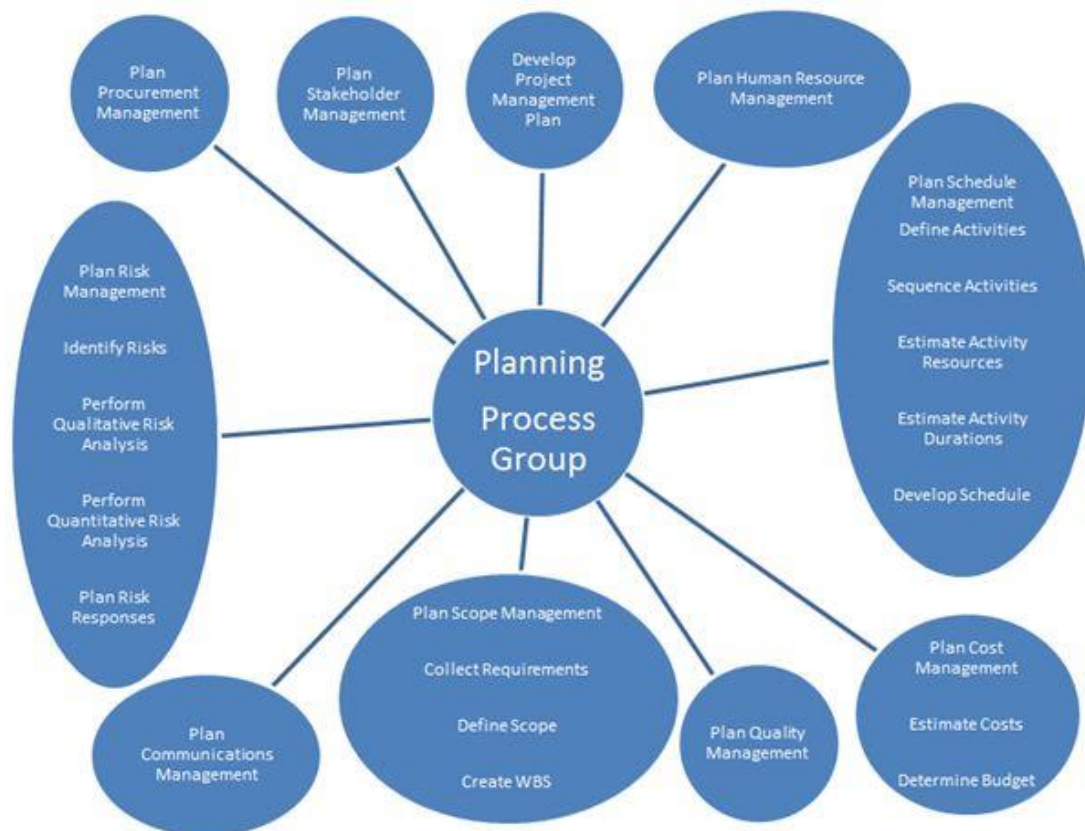 Plan
Procurement
Management
Plan
Stakeholder
Management
Develop
Project
Management
Plan
Plan Human Resource
Management
Plan Schedule
Management
Define Activities
Sequence Activities
Estimate Activity
Resources
Estimate Activity
Durations
Develop Schedule
Plan Risk
Management
Identify Risks
Perform
Qualitative Risk
Analysis
Perform
Quantitative Risk
Analysis
Plan Risk
Responses
Planning
Process
Group
Plan
Communications
Management
Plan Scope Management
Collect Requirements
Define Scope
Create WBS
Plan Quality
Management
Plan Cost
Management
Estimate Costs
Determine Budget